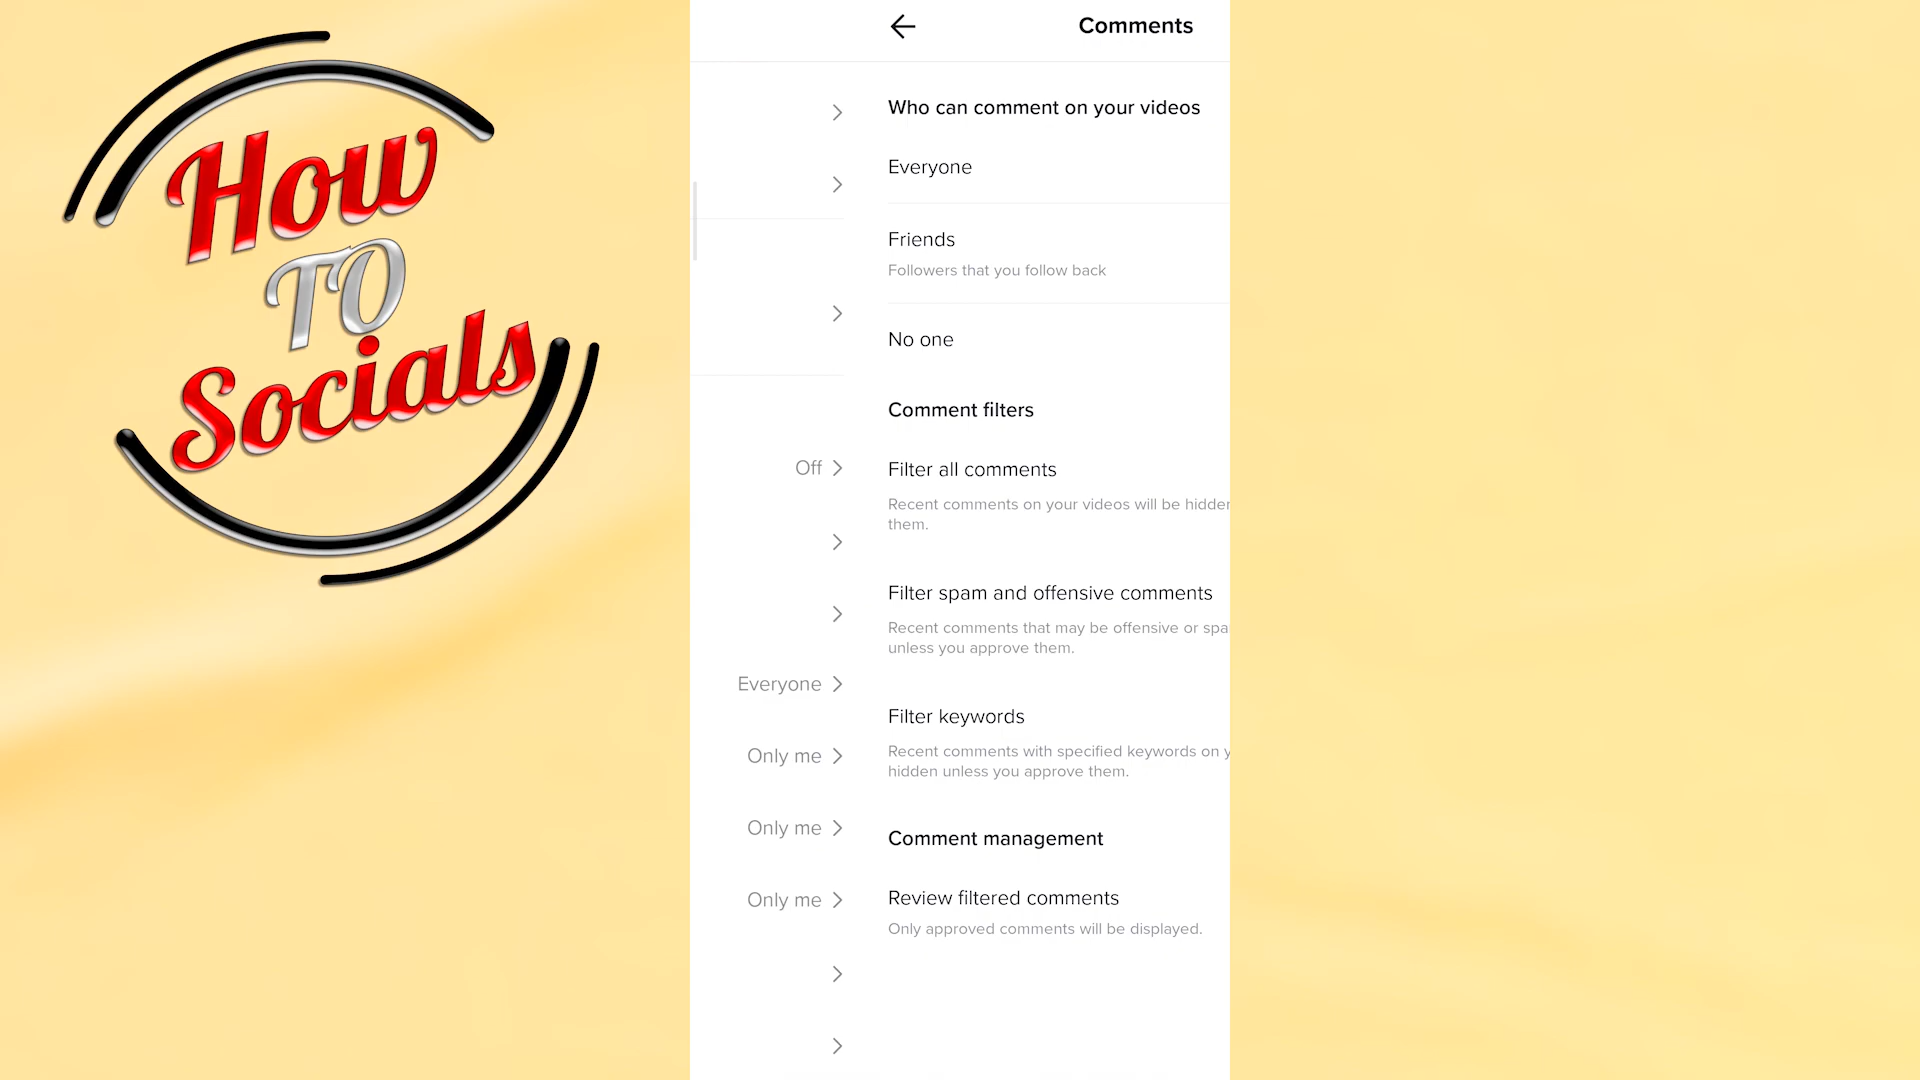 How
TO
Socials
Off
Everyone
Only me
Only me
Only me
Comments
Who can comment on your videos
Everyone
Friends
Followers that you follow back
No one
Comment filters
Filter all comments
Recent comments on your videos will be hidden
them.
Filter spam and offensive comments
Recent comments that may be offensive or spa
unless you approve them.
Filter keywords
Recent comments with specified keywords on y
hidden unless you approve them.
Comment management
Review filtered comments
Only approved comments will be displayed.